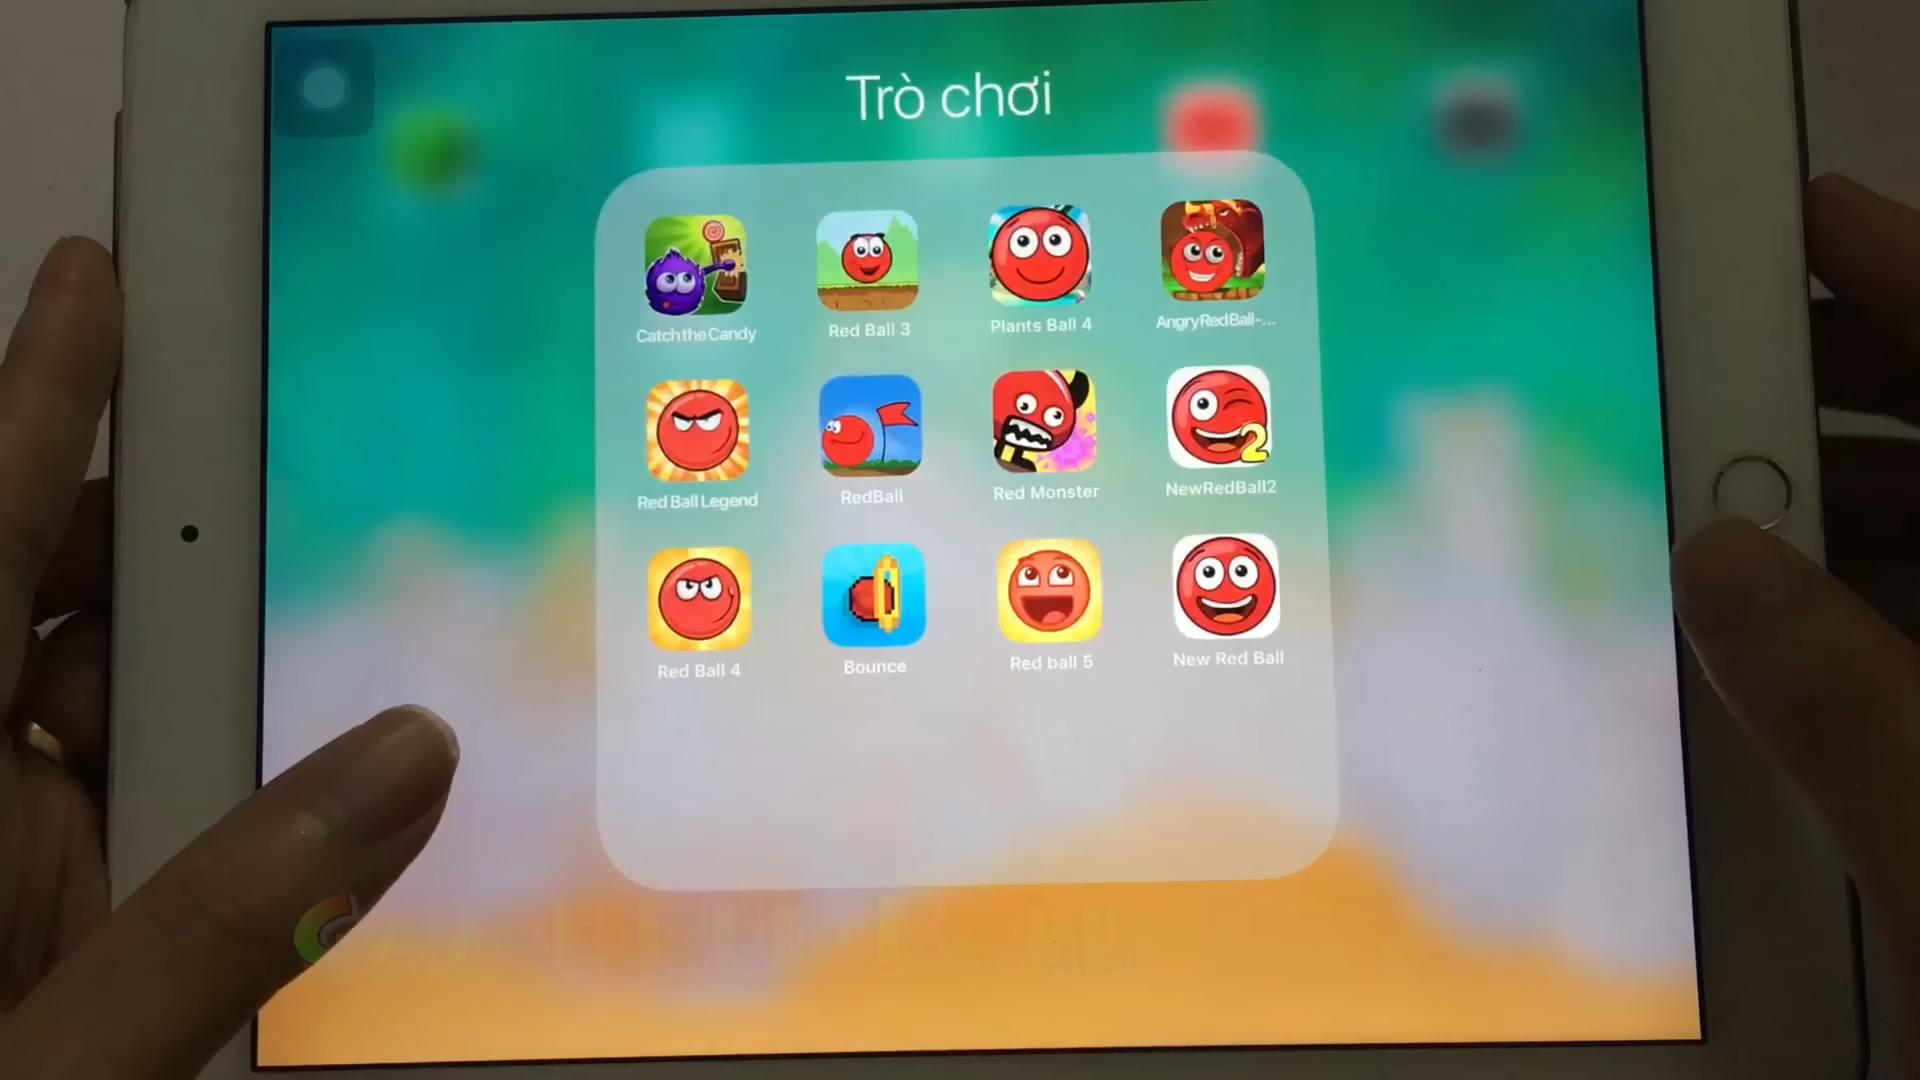 Trò chơi
Catch the Candy
Red Ball 3
Plants Ball 4
AngryRedBall-...
Red Ball Legend
RedBall
Red Monster
NewRedBall2
2
Red Ball 4
Bounce
Red ball 5
New Red Ball